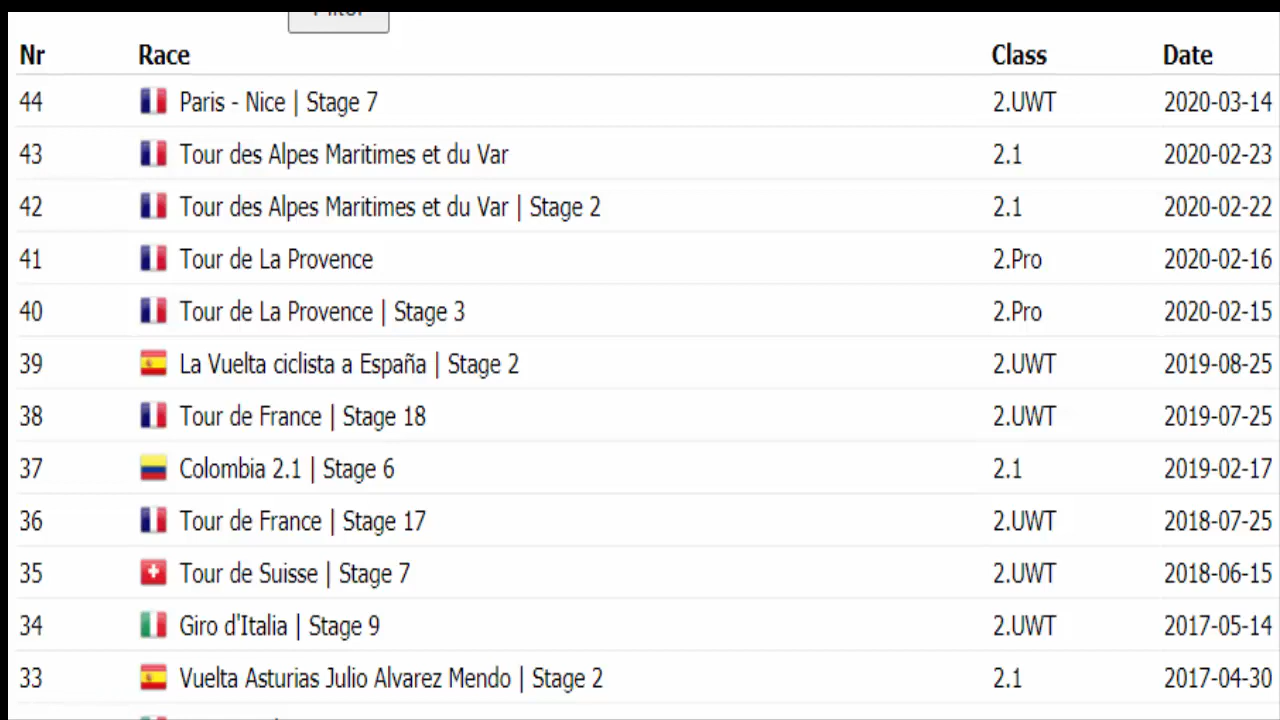 Nr Race Class Date
44 Paris - Nice | Stage 7 2.UWT 2020-03-14
43 Tour des Alpes Maritimes et du Var 2.1 2020-02-23
42 Tour des Alpes Maritimes et du Var | Stage 2 2.1 2020-02-22
41 Tour de La Provence 2.Pro 2020-02-16
40 Tour de La Provence | Stage 3 2.Pro 2020-02-15
39 La Vuelta ciclista a España | Stage 2 2.UWT 2019-08-25
38 Tour de France | Stage 18 2.UWT 2019-07-25
37 Colombia 2.1 | Stage 6 2.1 2019-02-17
36 Tour de France | Stage 17 2.UWT 2018-07-25
35 Tour de Suisse | Stage 7 2.UWT 2018-06-15
34 Giro d'Italia | Stage 9 2.UWT 2017-05-14
33 Vuelta Asturias Julio Alvarez Mendo | Stage 2 2.1 2017-04-30